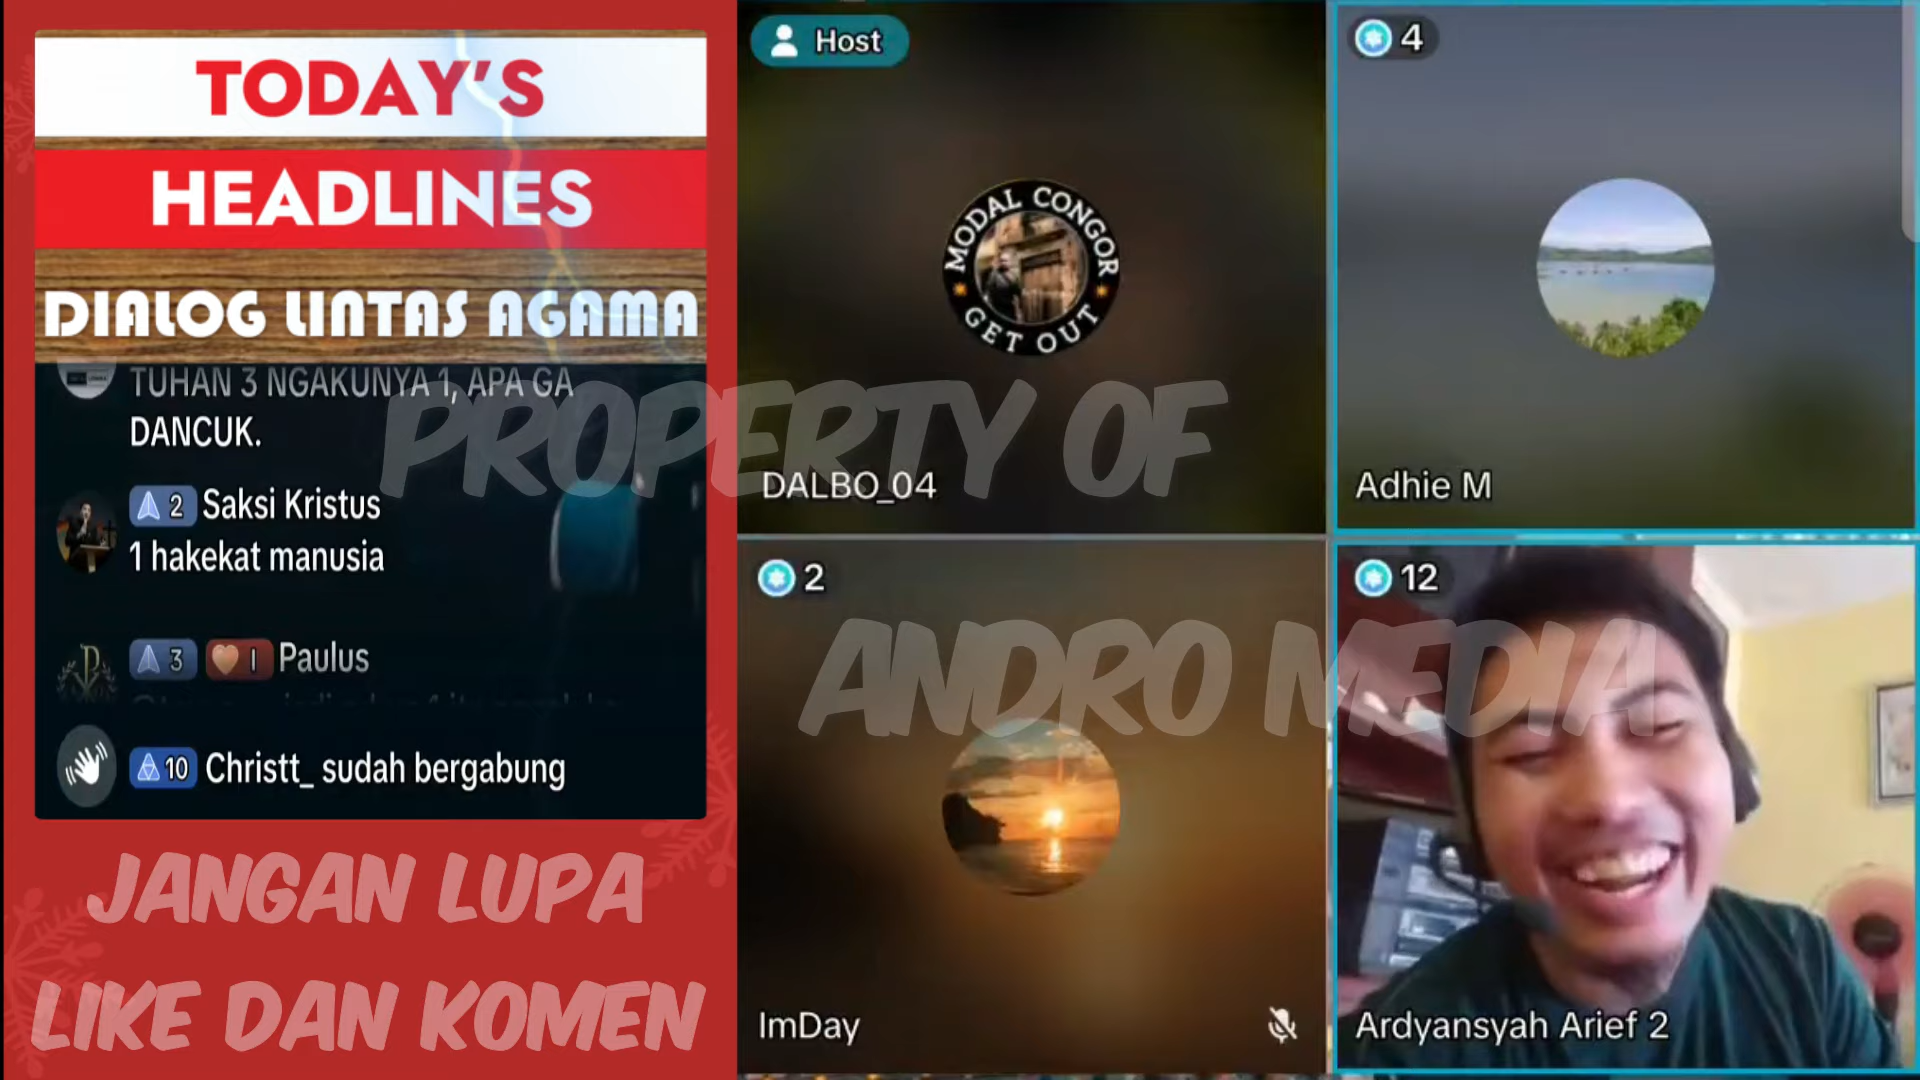 TODAY'S
HEADLINES
DIALOG LINTAS AGAMA
TUHAN 3 NGAKUNYA 1, APA GA
DANCUK.
2 Saksi Kristus
1 hakekat manusia
3 I Paulus
10 Christt_ sudah bergabung
JANGAN LUPA
LIKE DAN KOMEN
Host
MODAL CONGOR
GET OUT
DALBO_04
4
Adhie M
2
ImDay
12
Ardyansyah Arief 2
PROPERTY OF
ANDRO MEDIA